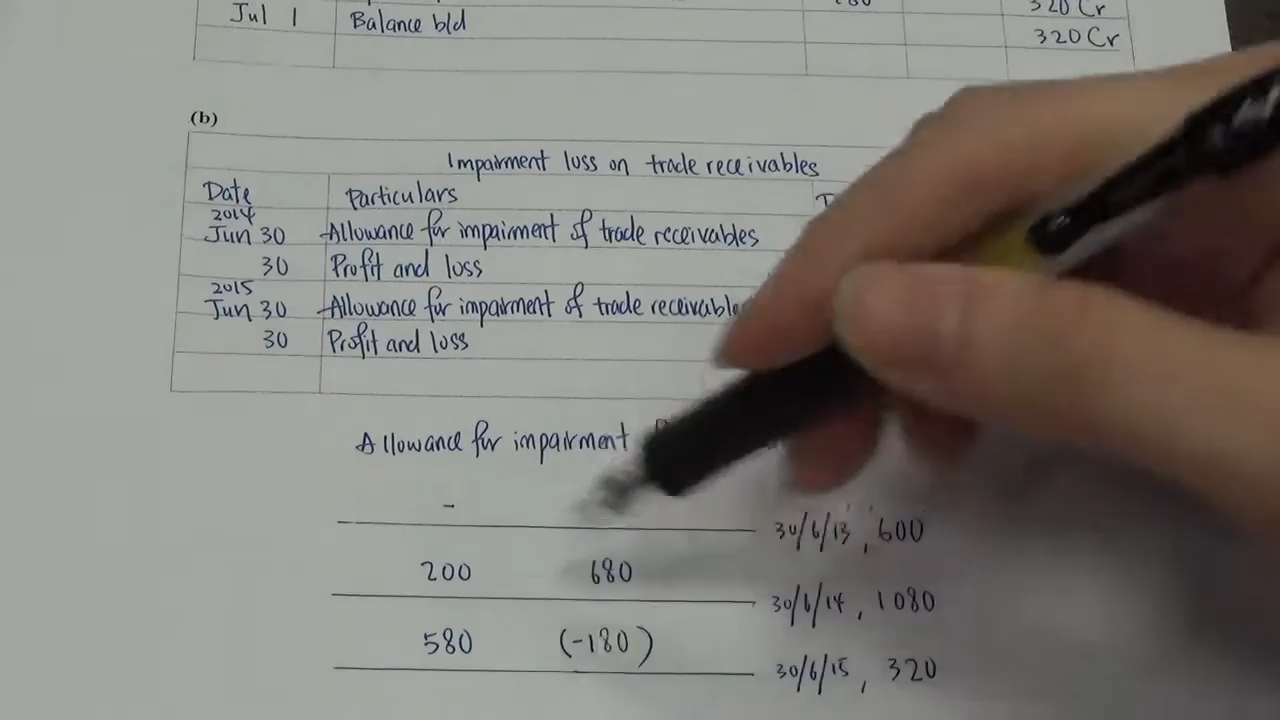 320 Cr
Jul 1 Balance b/d 320 Cr
(b)
Impairment loss on trade receivables
Date Particulars
2014
Jun 30 Allowance for impairment of trade receivables
30 Profit and loss
2015
Jun 30 Allowance for impairment of trade receivables
30 Profit and loss
Allowance for impairment
-
30/6/13, 600
200 680
30/6/14, 1080
580 (-180)
30/6/15, 320